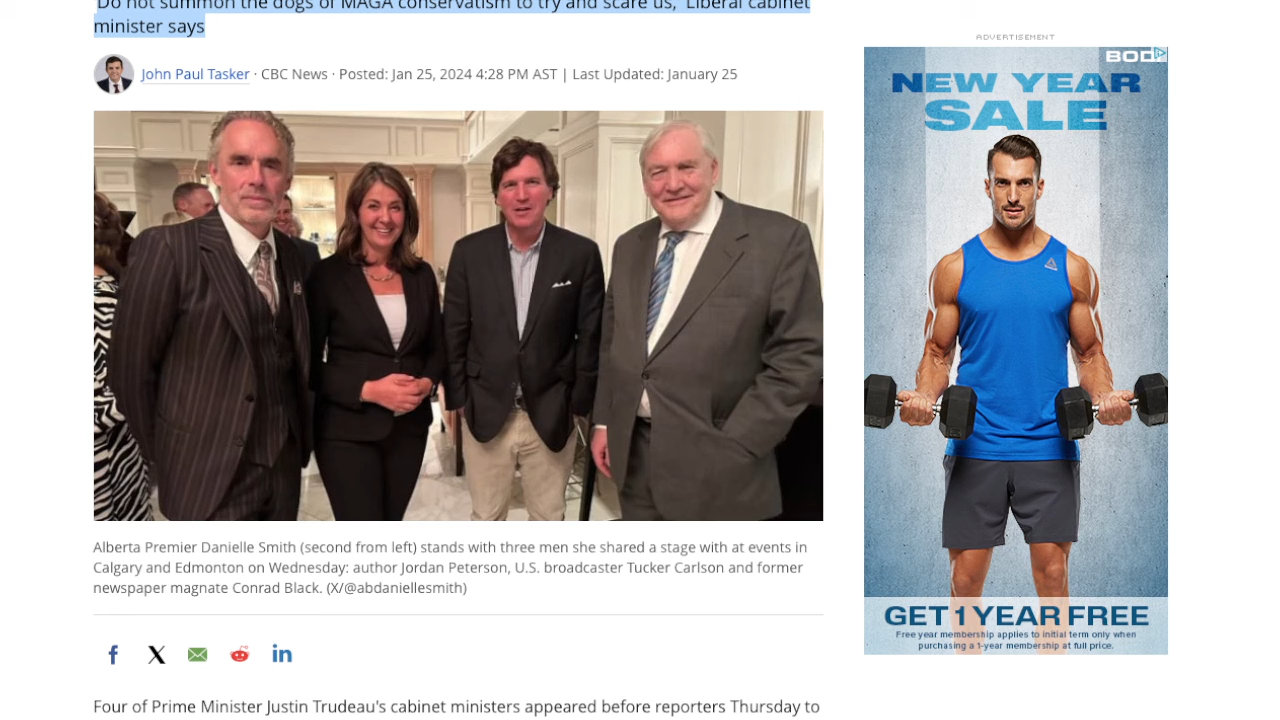 'Do not summon the dogs of MAGA conservatism to try and scare us,' Liberal cabinet
minister says
John Paul Tasker · CBC News · Posted: Jan 25, 2024 4:28 PM AST | Last Updated: January 25
Alberta Premier Danielle Smith (second from left) stands with three men she shared a stage with at events in
Calgary and Edmonton on Wednesday: author Jordan Peterson, U.S. broadcaster Tucker Carlson and former
newspaper magnate Conrad Black. (X/@abdaniellesmith)
Four of Prime Minister Justin Trudeau's cabinet ministers appeared before reporters Thursday to
ADVERTISEMENT
BOD
NEW YEAR
SALE
GET 1 YEAR FREE
Free year membership applies to initial term only when
purchasing a 1-year membership at full price.